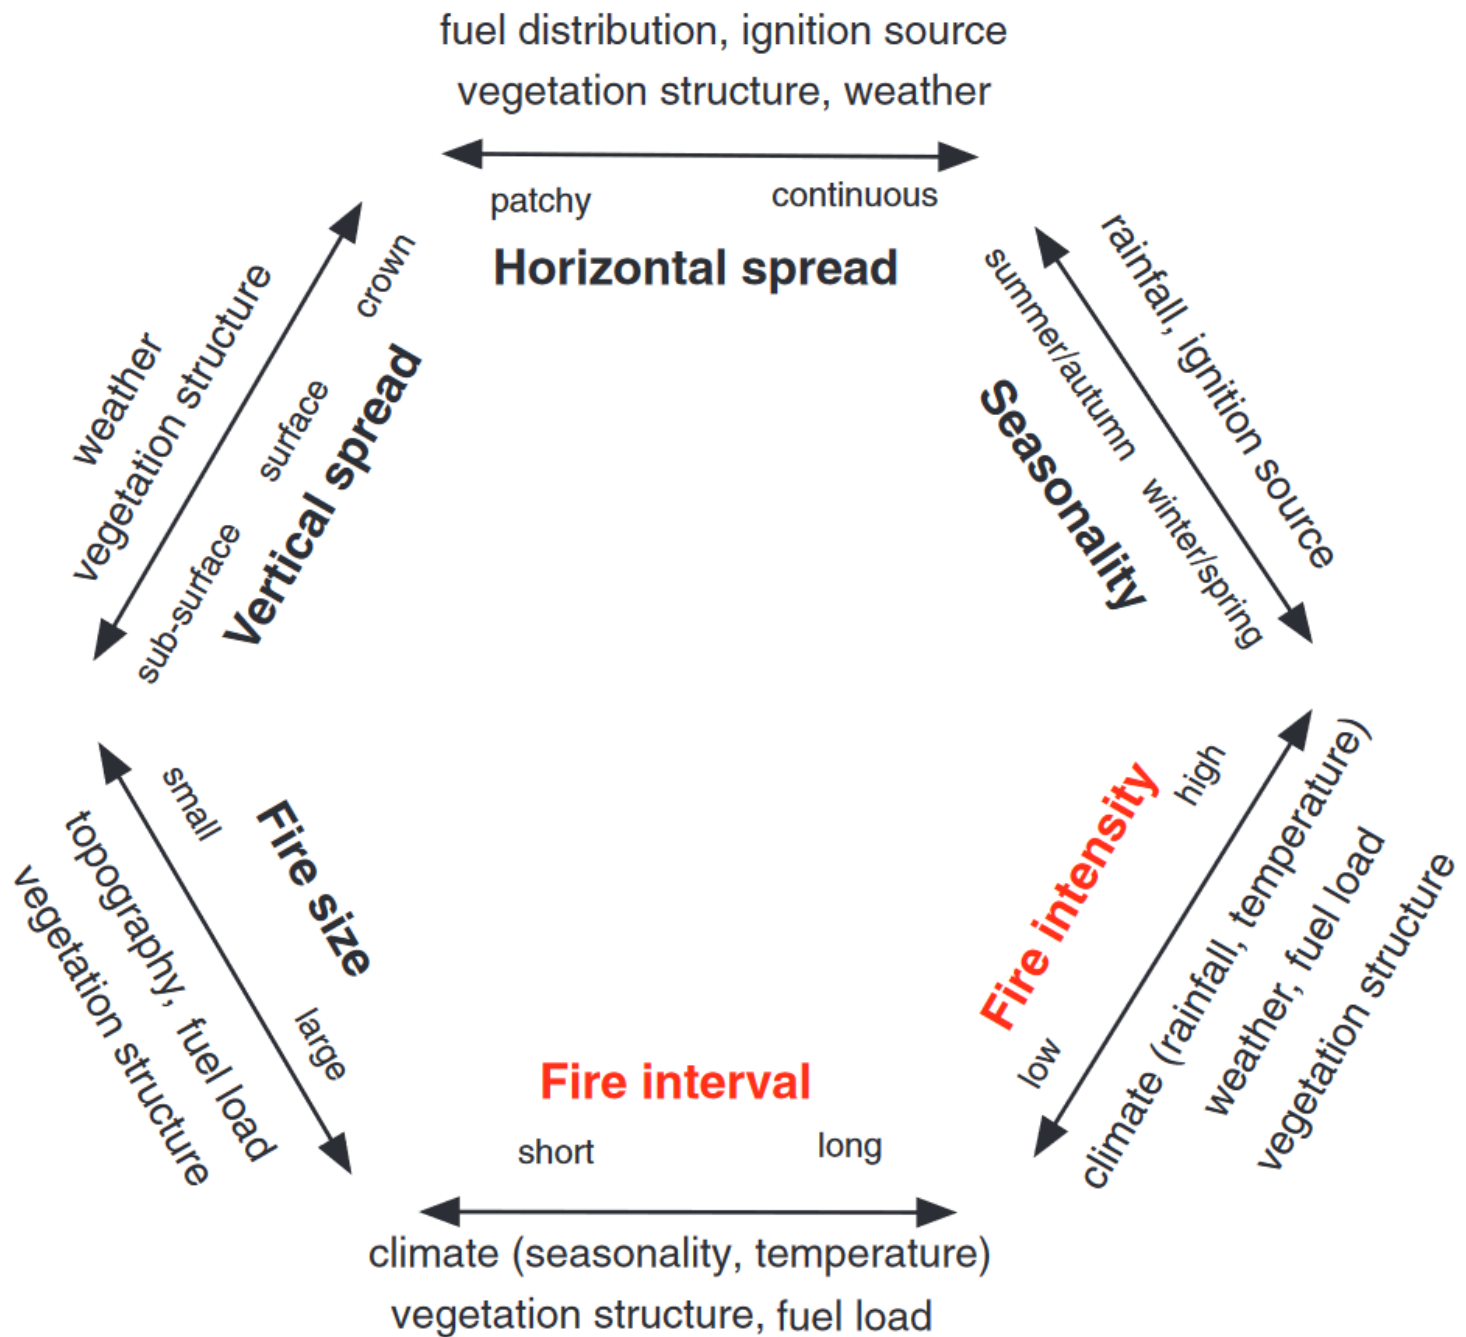 fuel distribution, ignition source
vegetation structure, weather
patchy
continuous
Horizontal spread
weather
vegetation structure
crown
surface
sub-surface
Vertical spread
rainfall, ignition source
summer/autumn
winter/spring
Seasonality
small
large
Fire size
topography, fuel load
vegetation structure
high
low
Fire intensity
climate (rainfall, temperature)
weather, fuel load
vegetation structure
Fire interval
short
long
climate (seasonality, temperature)
vegetation structure, fuel load